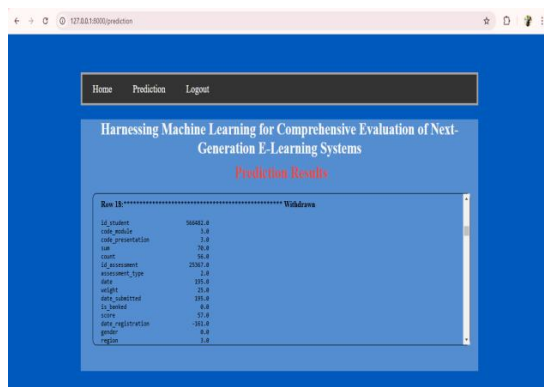 127.0.0.1:8000/prediction
Home Prediction Logout
Harnessing Machine Learning for Comprehensive Evaluation of Next-
Generation E-Learning Systems
Prediction Results
Row 18:************************************************** Withdrawn
id_student 566482.0
code_module 3.0
code_presentation 3.0
sum 70.0
count 56.0
id_assessment 25367.0
assessment_type 2.0
date 195.0
weight 25.0
date_submitted 195.0
is_banked 0.0
score 57.0
date_registration -161.0
gender 0.0
region 3.0